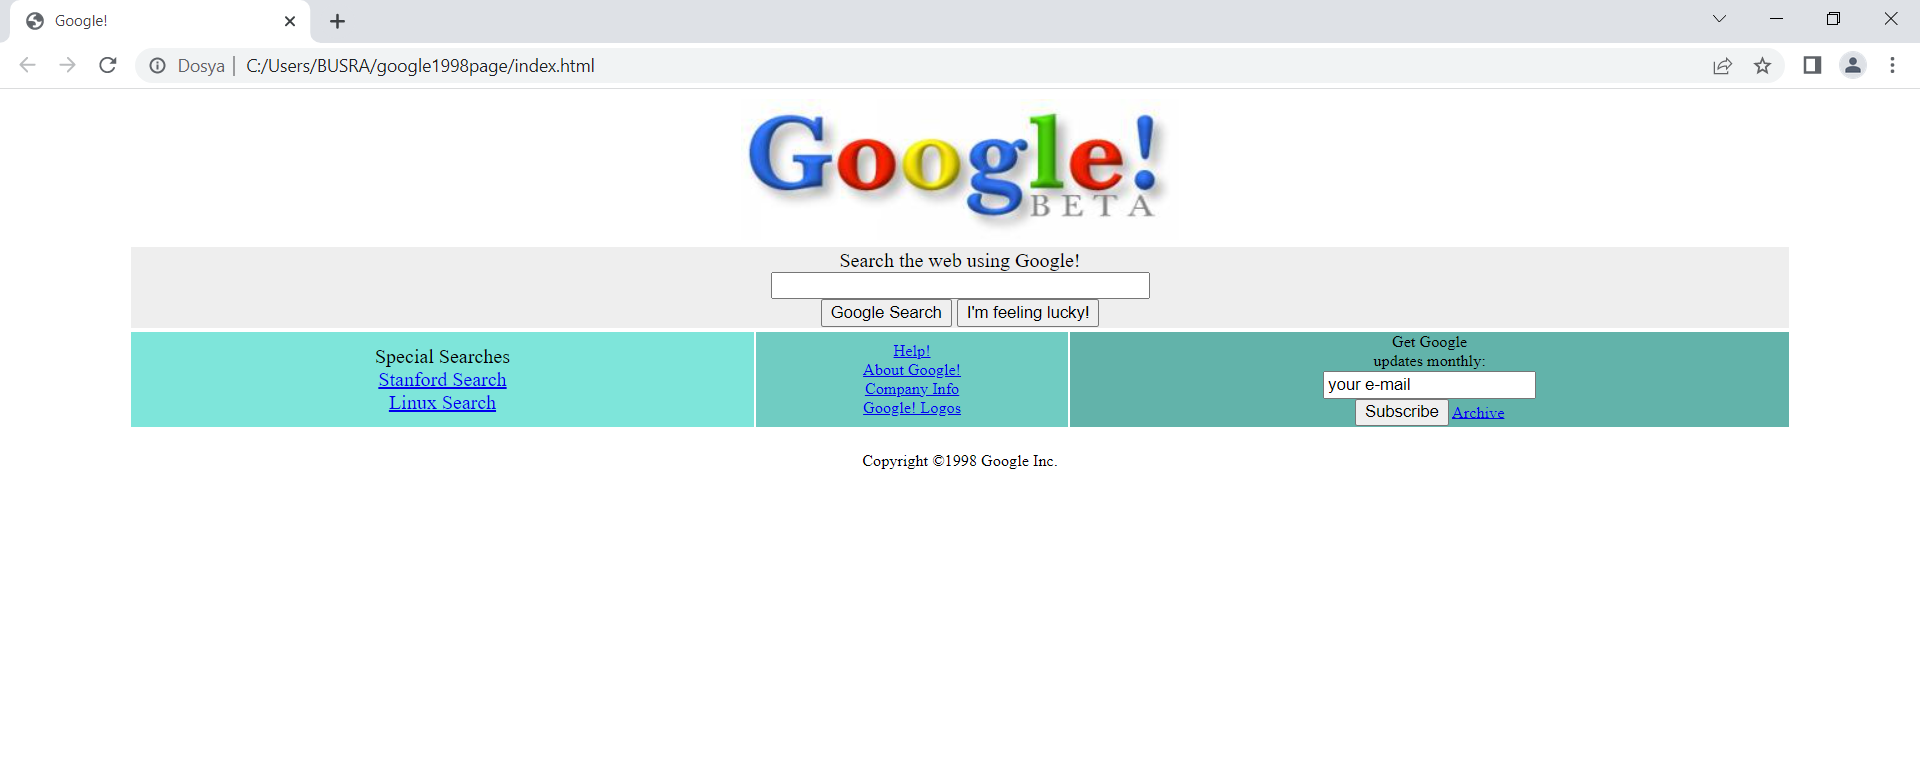 Google!
Dosya | C:/Users/BUSRA/google1998page/index.html
Google!
BETA
Search the web using Google!
Google Search I'm feeling lucky!
Special Searches
Stanford Search
Linux Search
Help!
About Google!
Company Info
Google! Logos
Get Google
updates monthly:
your e-mail
Subscribe Archive
Copyright ©1998 Google Inc.